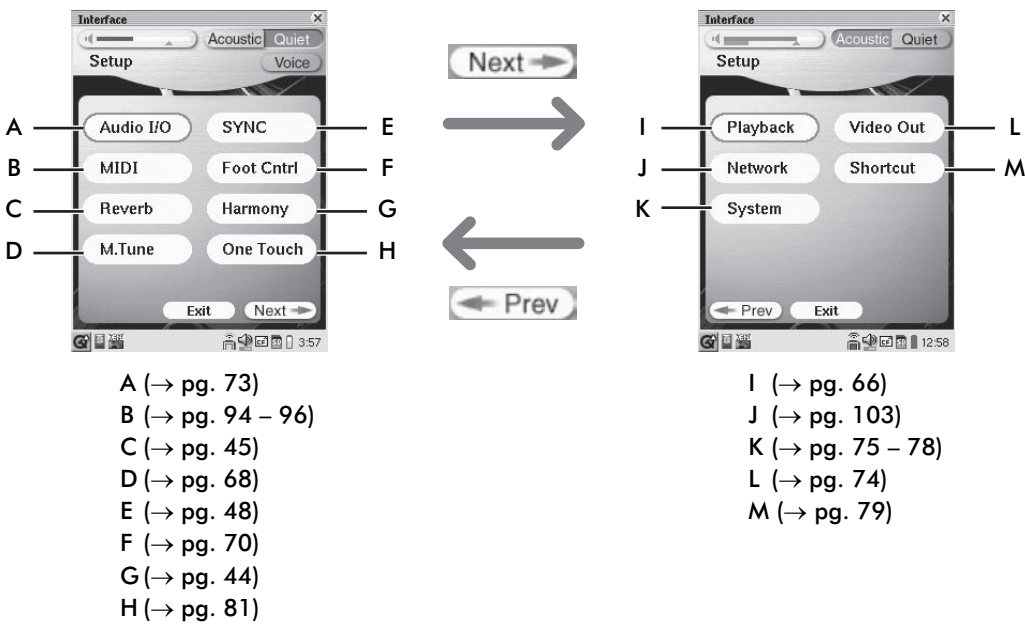 Interface
Acoustic Quiet
Setup
Voice
A
Audio I/O
SYNC
E
B
MIDI
Foot Cntrl
F
C
Reverb
Harmony
G
D
M.Tune
One Touch
H
Exit
Next
3:57
Next
Prev
Interface
Acoustic Quiet
Setup
I
Playback
Video Out
L
J
Network
Shortcut
M
K
System
Prev
Exit
12:58
A (→ pg. 73)
B (→ pg. 94 – 96)
C (→ pg. 45)
D (→ pg. 68)
E (→ pg. 48)
F (→ pg. 70)
G (→ pg. 44)
H (→ pg. 81)
I (→ pg. 66)
J (→ pg. 103)
K (→ pg. 75 – 78)
L (→ pg. 74)
M (→ pg. 79)